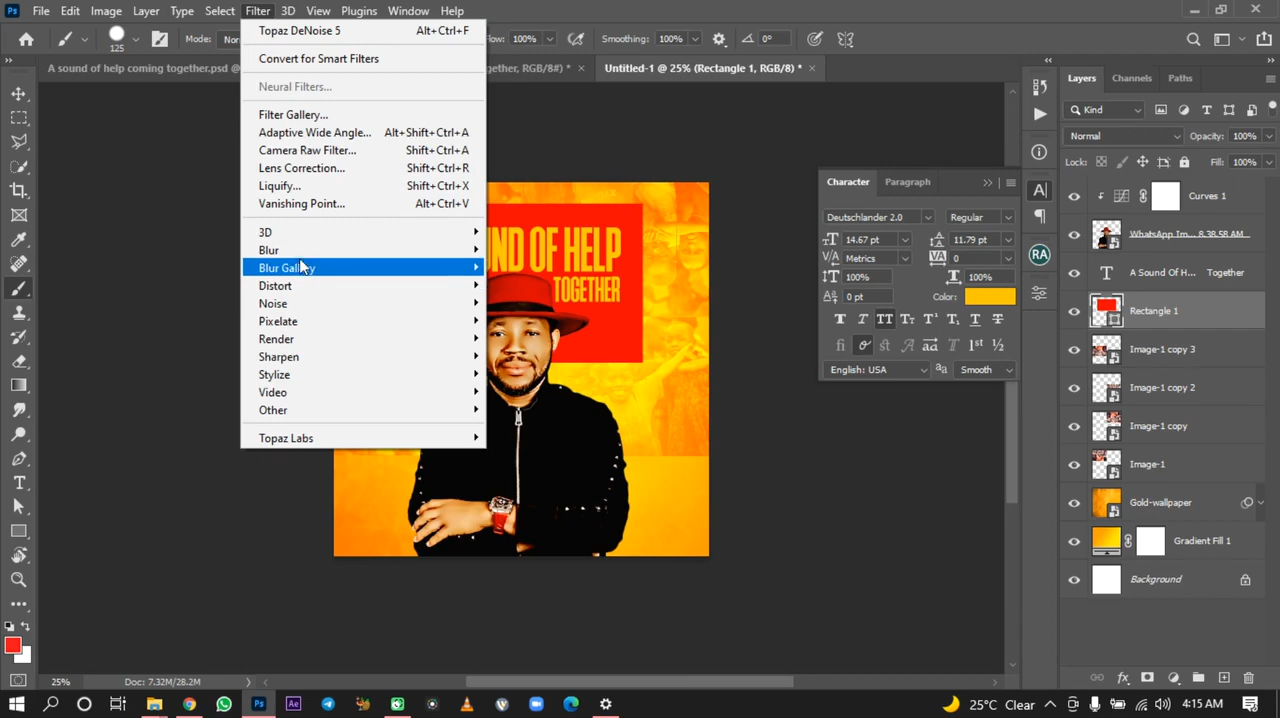 File Edit Image Layer Type Select Filter 3D View Plugins Window Help
125 Mode: Nor Flow: 100% Smoothing: 100% 0°
A sound of help coming together.psd @ ether, RGB/8#) * × Untitled-1 @ 25% (Rectangle 1, RGB/8) * ×
Topaz DeNoise 5 Alt+Ctrl+F
Convert for Smart Filters
Neural Filters...
Filter Gallery...
Adaptive Wide Angle... Alt+Shift+Ctrl+A
Camera Raw Filter... Shift+Ctrl+A
Lens Correction... Shift+Ctrl+R
Liquify... Shift+Ctrl+X
Vanishing Point... Alt+Ctrl+V
3D
Blur
Blur Gallery
Distort
Noise
Pixelate
Render
Sharpen
Stylize
Video
Other
Topaz Labs
UND OF HELP
TOGETHER
Character Paragraph
Deutschlander 2.0 Regular
14.67 pt 11.79 pt
Metrics 0
100% 100%
0 pt Color:
English: USA Smooth
Layers Channels Paths
Kind
Normal Opacity: 100%
Lock: Fill: 100%
Curves 1
WhatsApp Im... 8.38.58 AM
A Sound Of H... Together
Rectangle 1
Image-1 copy 3
Image-1 copy 2
Image-1 copy
Image-1
Gold-wallpaper
Gradient Fill 1
Background
25% Doc: 7.32M/28.2M
25°C Clear 4:15 AM